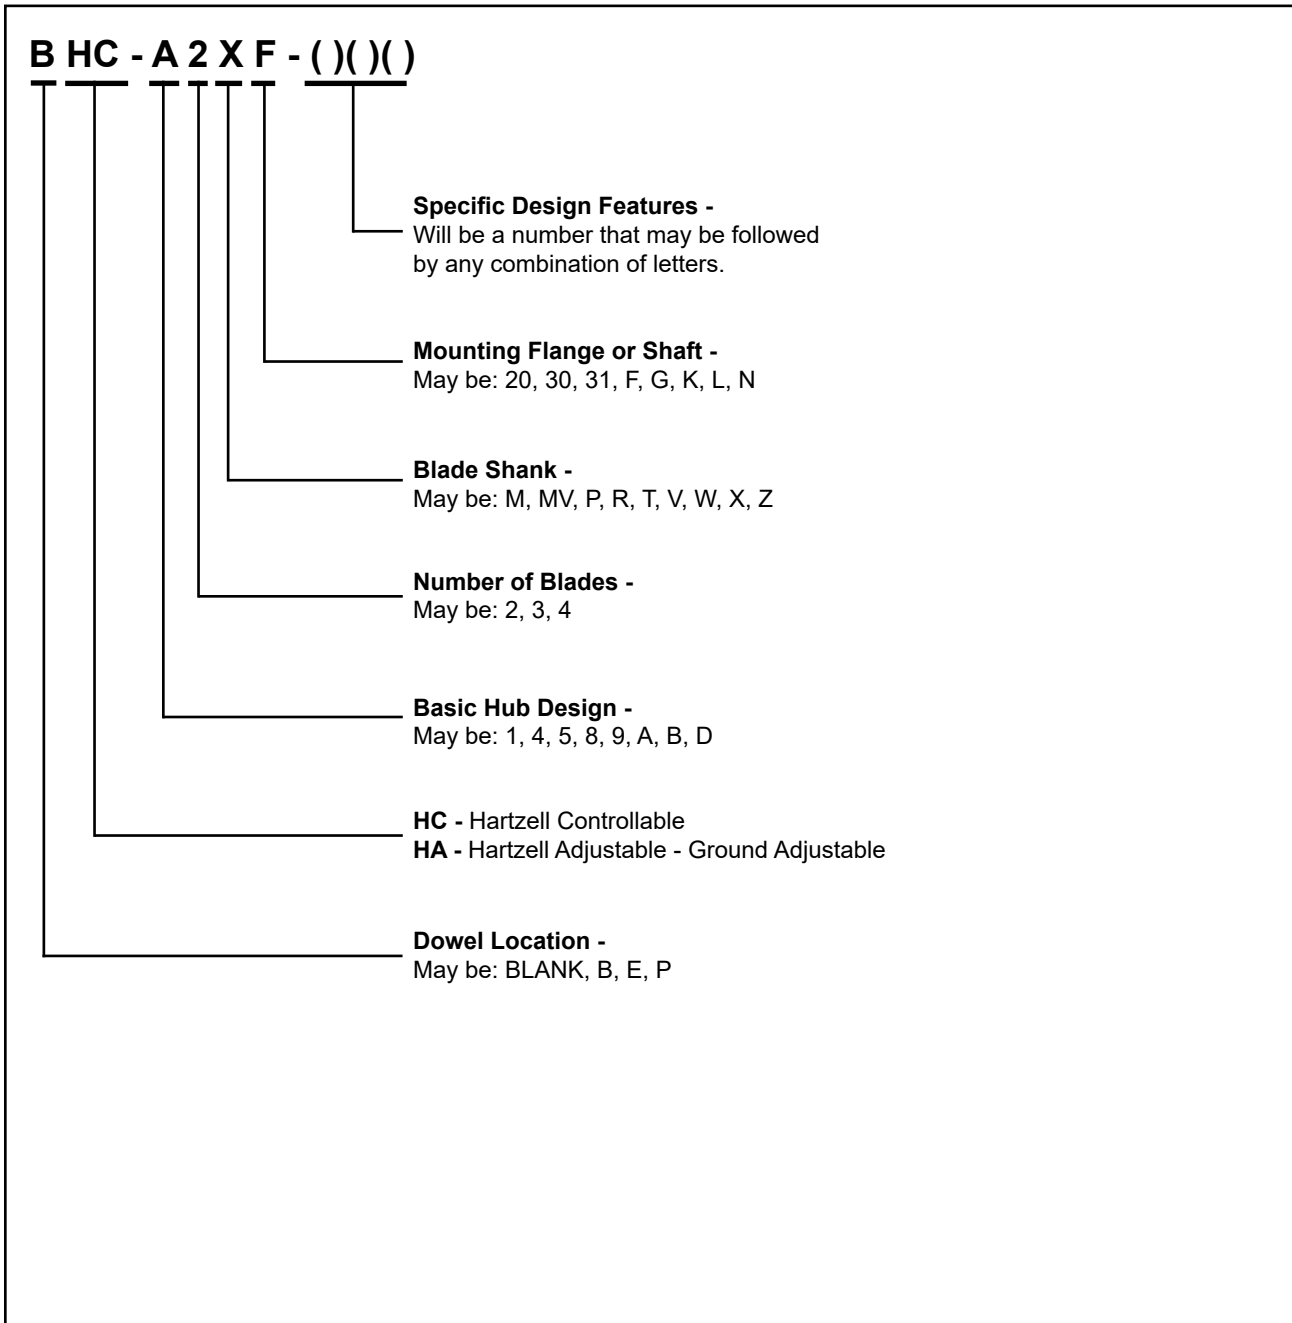 B HC - A 2 X F - ( )( )( )
Specific Design Features -
Will be a number that may be followed
by any combination of letters.
Mounting Flange or Shaft -
May be: 20, 30, 31, F, G, K, L, N
Blade Shank -
May be: M, MV, P, R, T, V, W, X, Z
Number of Blades -
May be: 2, 3, 4
Basic Hub Design -
May be: 1, 4, 5, 8, 9, A, B, D
HC - Hartzell Controllable
HA - Hartzell Adjustable - Ground Adjustable
Dowel Location -
May be: BLANK, B, E, P